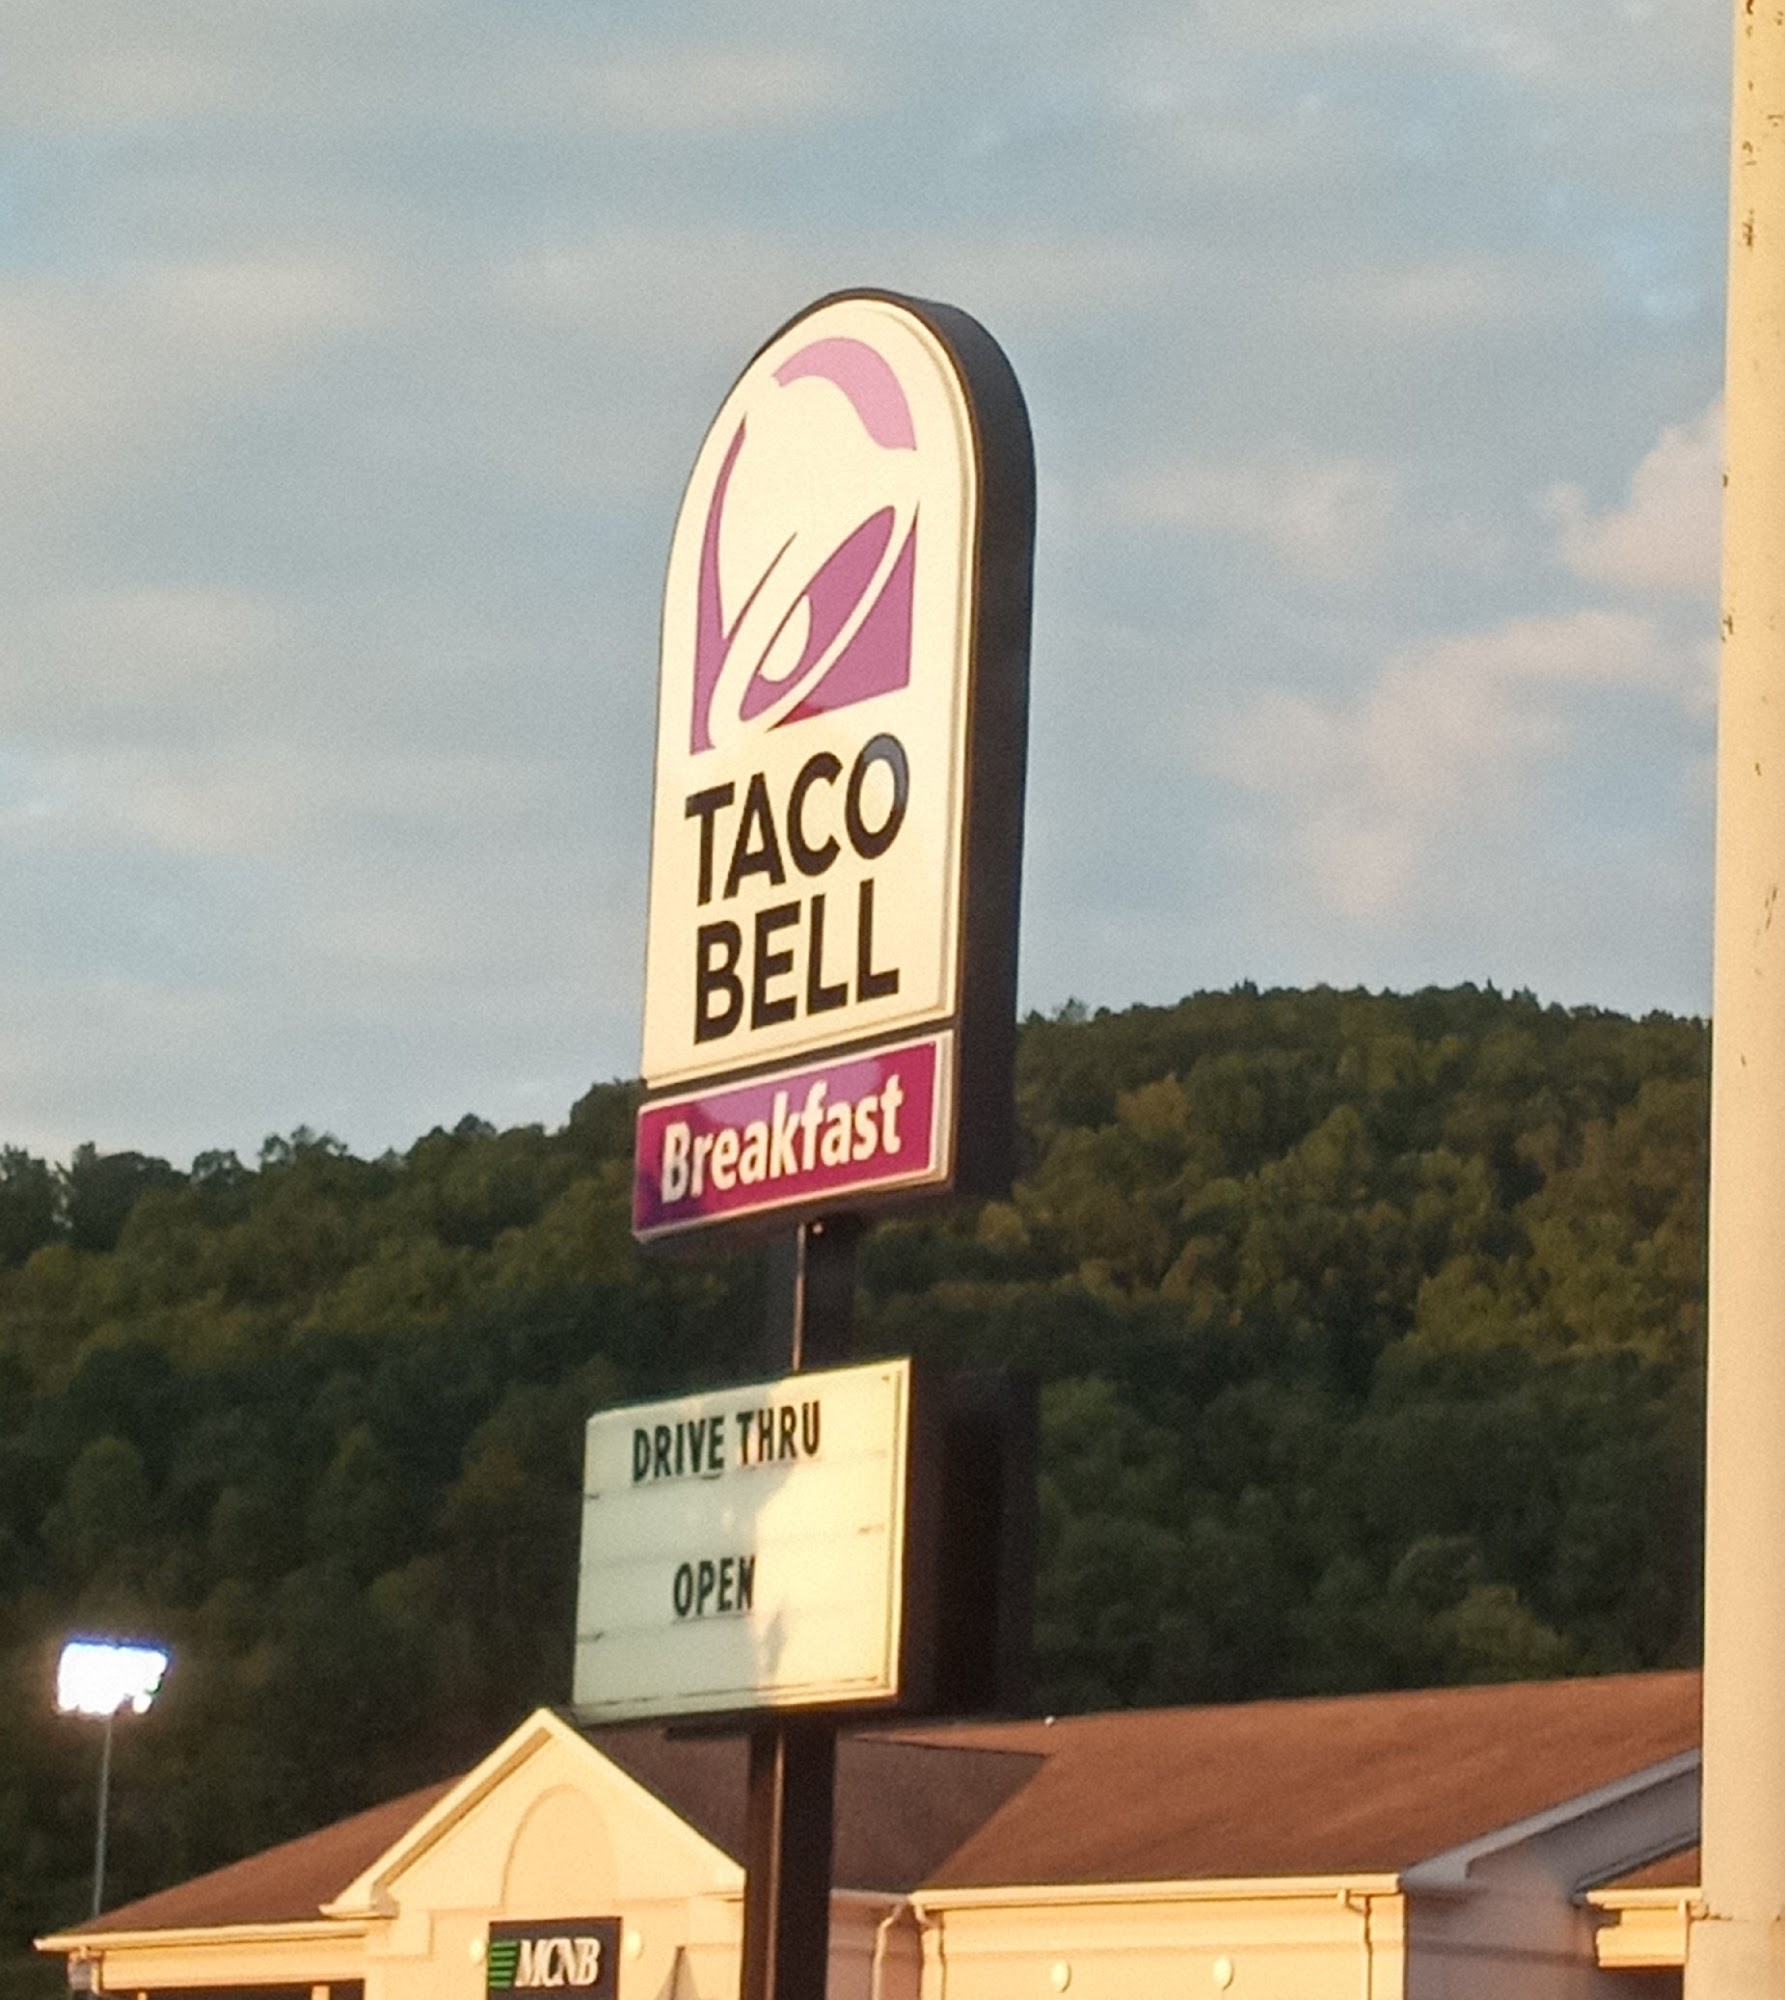 TACO
BELL
Breakfast
DRIVE THRU
OPEN
MCNB